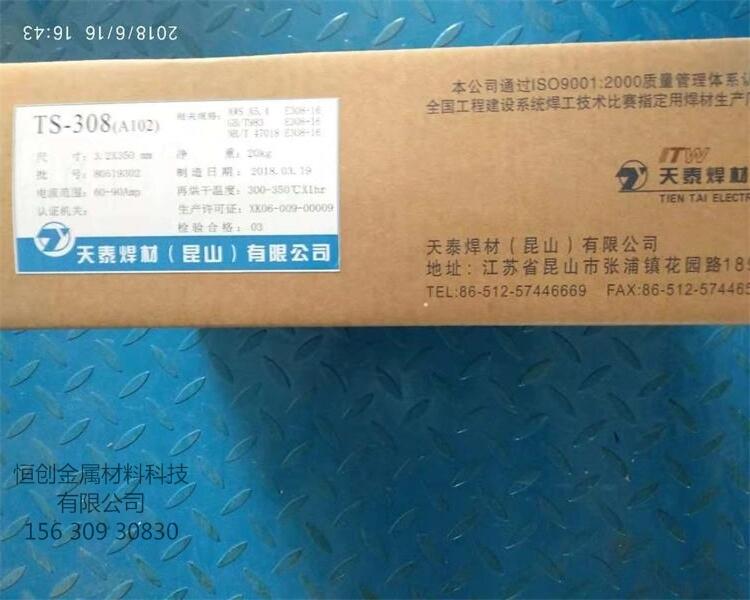 2018/6/16 16:43
TS-308(A102)
相关规格: AWS A5.4 E308-16
GB/T983 E308-16
NB/T 47018 E308-16
尺 寸: 3.2X350 mm
净 重: 20kg
批 号: 80619302
制造日期: 2018.03.19
电流范围: 60-90Amp
再烘干温度: 300-350℃X1hr
认证机关:
生产许可证: XK06-009-00009
检验合格: 03
天泰焊材(昆山)有限公司
本公司通过ISO9001:2000质量管理体系认
全国工程建设系统焊工技术比赛指定用焊材生产厂
ITW
天泰焊材
TIEN TAI ELECTR
天泰焊材(昆山)有限公司
地址: 江苏省昆山市张浦镇花园路189
TEL:86-512-57446669 FAX:86-512-574465
恒创金属材料科技
有限公司
156 309 30830